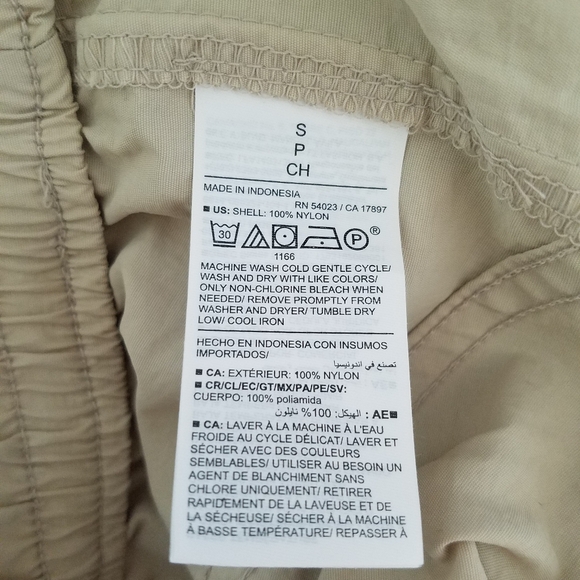 S
P
CH
MADE IN INDONESIA
RN 54023 / CA 17897
US: SHELL: 100% NYLON
30
P
®
1166
MACHINE WASH COLD GENTLE CYCLE/
WASH AND DRY WITH LIKE COLORS/
ONLY NON-CHLORINE BLEACH WHEN
NEEDED/ REMOVE PROMPTLY FROM
WASHER AND DRYER/ TUMBLE DRY
LOW/ COOL IRON
HECHO EN INDONESIA CON INSUMOS
IMPORTADOS/
تصنع في اندونيسيا
CA: EXTÉRIEUR: 100% NYLON
CR/CL/EC/GT/MX/PA/PE/SV:
CUERPO: 100% poliamida
AE: الهيكل: 100% نايلون
CA: LAVER À LA MACHINE À L'EAU
FROIDE AU CYCLE DÉLICAT/ LAVER ET
SÉCHER AVEC DES COULEURS
SEMBLABLES/ UTILISER AU BESOIN UN
AGENT DE BLANCHIMENT SANS
CHLORE UNIQUEMENT/ RETIRER
RAPIDEMENT DE LA LAVEUSE ET DE
LA SÉCHEUSE/ SÉCHER À LA MACHINE
À BASSE TEMPÉRATURE/ REPASSER À